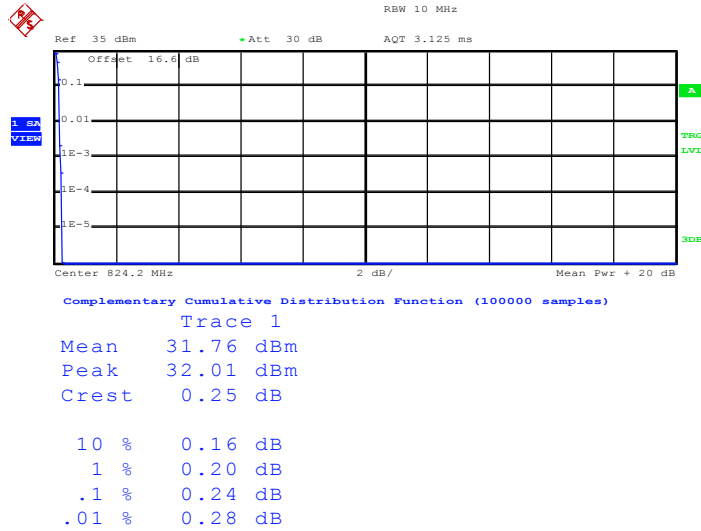 RBW 10 MHz
Ref 35 dBm * Att 30 dB AQT 3.125 ms
Offset 16.6 dB
0.1
A
0.01
1 SA
VIEW
TRG
LVL
1E-3
1E-4
1E-5
3DB
Center 824.2 MHz 2 dB/ Mean Pwr + 20 dB
Complementary Cumulative Distribution Function (100000 samples)
Trace 1
Mean 31.76 dBm
Peak 32.01 dBm
Crest 0.25 dB
10 % 0.16 dB
1 % 0.20 dB
.1 % 0.24 dB
.01 % 0.28 dB